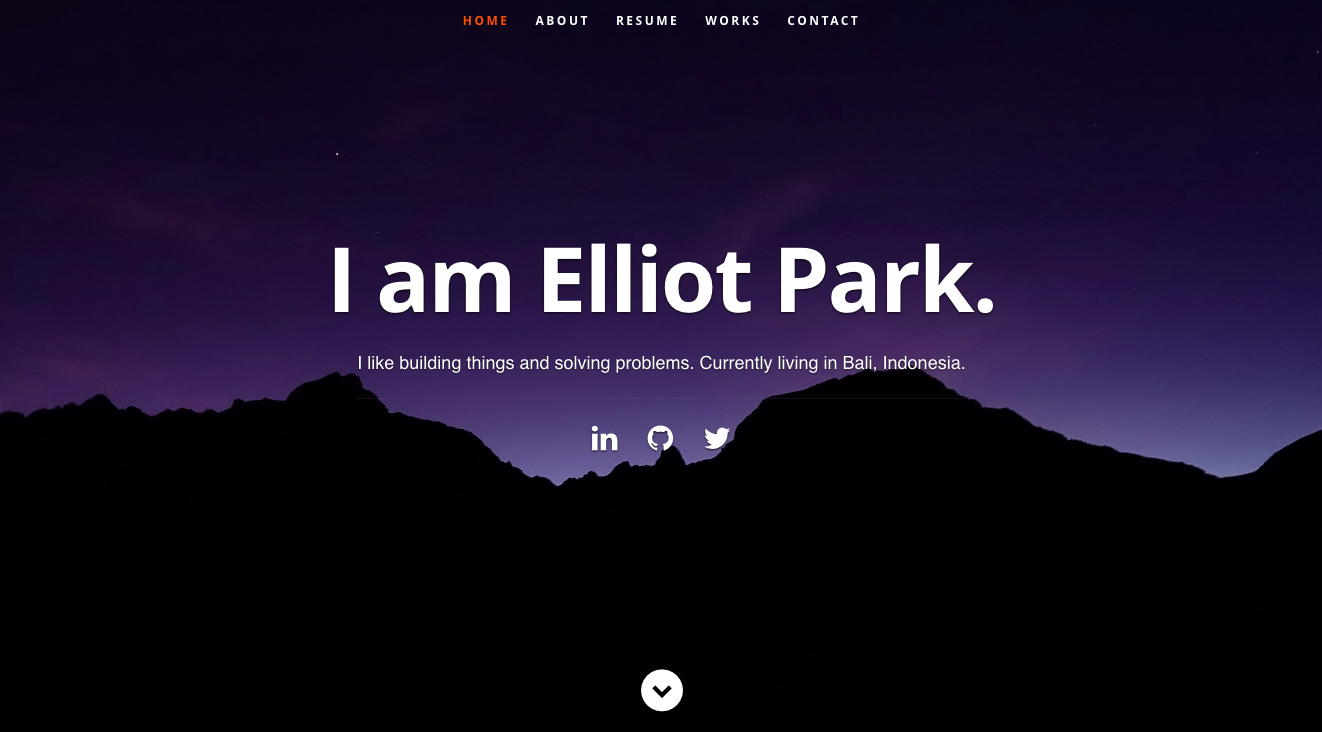 HOME ABOUT RESUME WORKS CONTACT
I am Elliot Park.
I like building things and solving problems. Currently living in Bali, Indonesia.
in